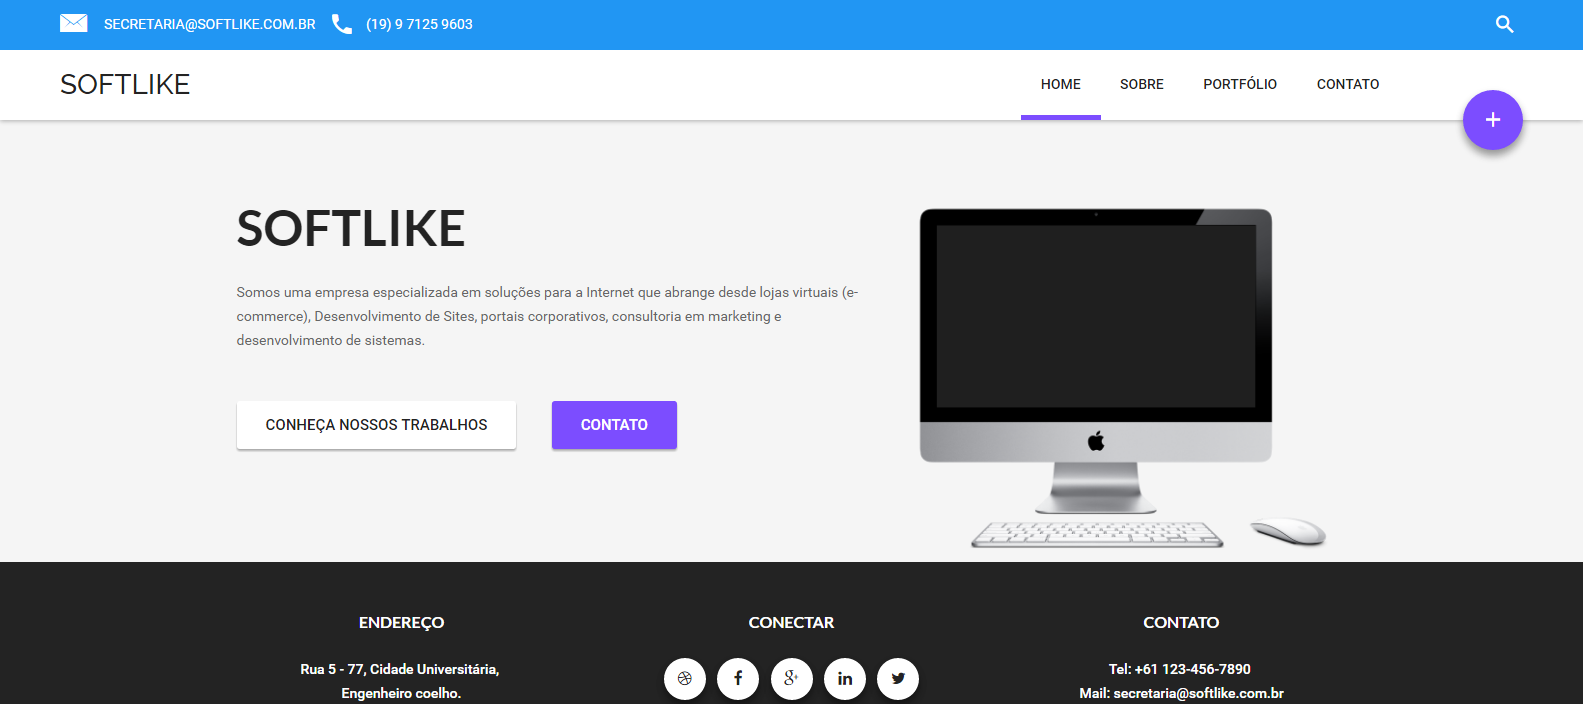 SECRETARIA@SOFTLIKE.COM.BR (19) 9 7125 9603
SOFTLIKE
HOME SOBRE PORTFÓLIO CONTATO
+
SOFTLIKE
Somos uma empresa especializada em soluções para a Internet que abrange desde lojas virtuais (e-
commerce), Desenvolvimento de Sites, portais corporativos, consultoria em marketing e
desenvolvimento de sistemas.
CONHEÇA NOSSOS TRABALHOS CONTATO
ENDEREÇO
Rua 5 - 77, Cidade Universitária,
Engenheiro coelho.
CONECTAR
CONTATO
Tel: +61 123-456-7890
Mail: secretaria@softlike.com.br